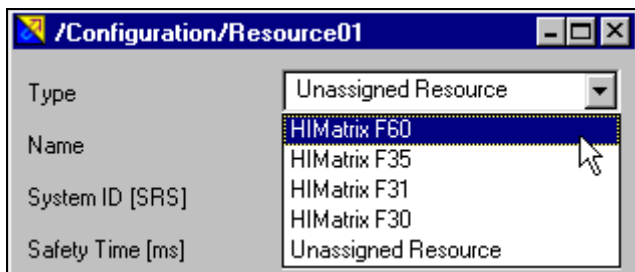 /Configuration/Resource01
Type
Unassigned Resource
HIMatrix F60
Name
HIMatrix F35
HIMatrix F31
System ID [SRS]
HIMatrix F30
Safety Time [ms]
Unassigned Resource